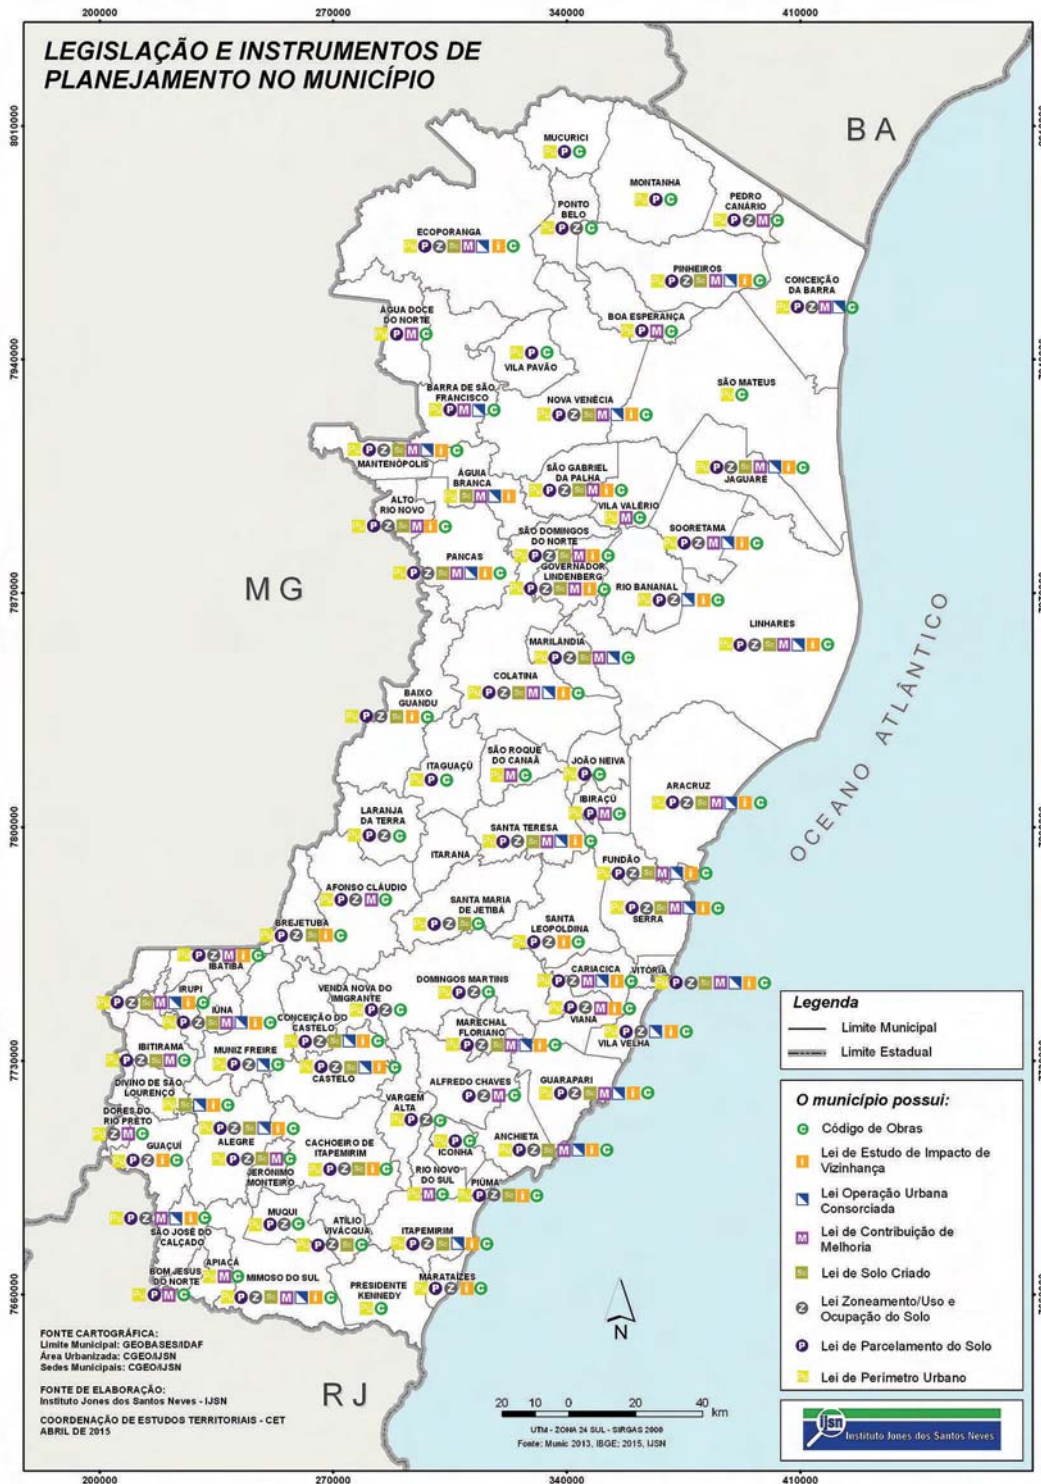 200000 270000 340000 410000
LEGISLAÇÃO E INSTRUMENTOS DE
PLANEJAMENTO NO MUNICÍPIO
8010000
7940000
7870000
7800000
7730000
7660000
BA
MG
RJ
OCEANO ATLÂNTICO
MUCURICI
MONTANHA
PEDRO
CANÁRIO
PONTO
BELO
ECOPORANGA
PINHEIROS
CONCEIÇÃO
DA BARRA
ÁGUA DOCE
DO NORTE
BOA ESPERANÇA
VILA PAVÃO
SÃO MATEUS
BARRA DE SÃO
FRANCISCO
NOVA VENÉCIA
MANTENÓPOLIS
ÁGUIA
BRANCA
SÃO GABRIEL
DA PALHA
JAGUARÉ
ALTO
RIO NOVO
VILA VALÉRIO
SÃO DOMINGOS
DO NORTE
SOORETAMA
PANCAS
GOVERNADOR
LINDENBERG
RIO BANANAL
LINHARES
MARILÂNDIA
COLATINA
BAIXO
GUANDU
SÃO ROQUE
DO CANAÃ
JOÃO NEIVA
ITAGUAÇÚ
ARACRUZ
IBIRAÇÚ
LARANJA
DA TERRA
SANTA TERESA
ITARANA
FUNDÃO
AFONSO CLÁUDIO
SANTA MARIA
DE JETIBÁ
SERRA
SANTA
LEOPOLDINA
BREJETUBA
IBATIBA
CARIACICA
VITÓRIA
DOMINGOS MARTINS
VENDA NOVA DO
IMIGRANTE
IRUPI
IÚNA
CONCEIÇÃO DO
CASTELO
VIANA
MARECHAL
FLORIANO
VILA VELHA
IBITIRAMA
MUNIZ FREIRE
CASTELO
ALFREDO CHAVES
GUARAPARI
DIVINO DE SÃO
LOURENÇO
VARGEM
ALTA
DORES DO
RIO PRETO
GUAÇUÍ
ALEGRE
CACHOEIRO DE
ITAPEMIRIM
ICONHA
ANCHIETA
JERÔNIMO
MONTEIRO
RIO NOVO
DO SUL
PIÚMA
MUQUI
ATÍLIO
VIVÁCQUA
ITAPEMIRIM
SÃO JOSÉ DO
CALÇADO
APIACÁ
BOM JESUS
DO NORTE
MIMOSO DO SUL
PRESIDENTE
KENNEDY
MARATAÍZES
Legenda
Limite Municipal
Limite Estadual
O município possui:
C Código de Obras
i Lei de Estudo de Impacto de
Vizinhança
Lei Operação Urbana
Consorciada
M Lei de Contribuição de
Melhoria
Sc Lei de Solo Criado
Z Lei Zoneamento/Uso e
Ocupação do Solo
P Lei de Parcelamento do Solo
Pu Lei de Perímetro Urbano
ijsn
Instituto Jones dos Santos Neves
N
20 10 0 20 40
km
UTM - ZONA 24 SUL - SIRGAS 2000
Fonte: Munic 2013, IBGE; 2015, IJSN
FONTE CARTOGRÁFICA:
Limite Municipal: GEOBASES/IDAF
Área Urbanizada: CGEO/IJSN
Sedes Municipais: CGEO/IJSN
FONTE DE ELABORAÇÃO:
Instituto Jones dos Santos Neves - IJSN
COORDENAÇÃO DE ESTUDOS TERRITORIAIS - CET
ABRIL DE 2015
200000 270000 340000 410000